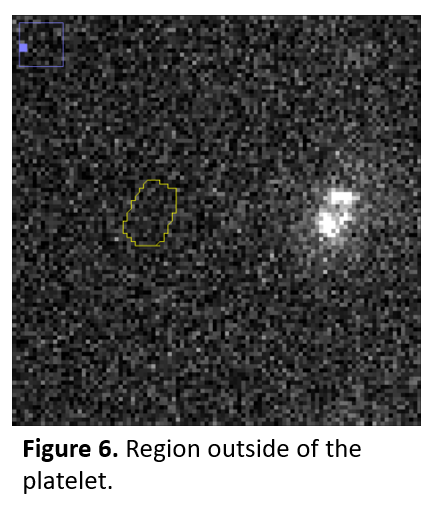 Figure 6. Region outside of the
platelet.